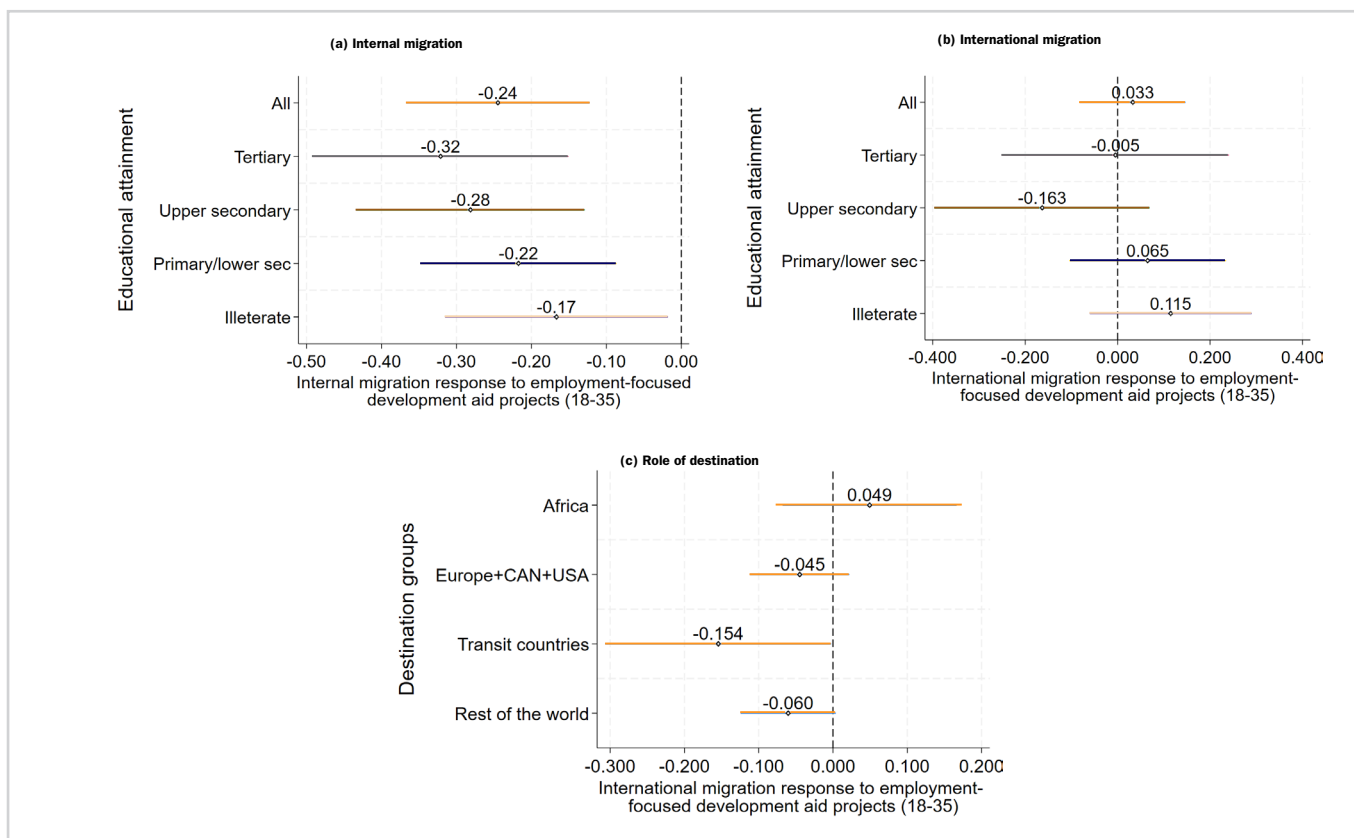 (a) Internal migration
Educational attainment
All
Tertiary
Upper secondary
Primary/lower sec
Illeterate
-0.24
-0.32
-0.28
-0.22
-0.17
-0.50 -0.40 -0.30 -0.20 -0.10 0.00
Internal migration response to employment-focused
development aid projects (18-35)
(b) International migration
Educational attainment
All
Tertiary
Upper secondary
Primary/lower sec
Illeterate
0.033
-0.005
-0.163
0.065
0.115
-0.400 -0.200 0.000 0.200 0.400
International migration response to employment-
focused development aid projects (18-35)
(c) Role of destination
Destination groups
Africa
Europe+CAN+USA
Transit countries
Rest of the world
0.049
-0.045
-0.154
-0.060
-0.300 -0.200 -0.100 0.000 0.100 0.200
International migration response to employment-
focused development aid projects (18-35)